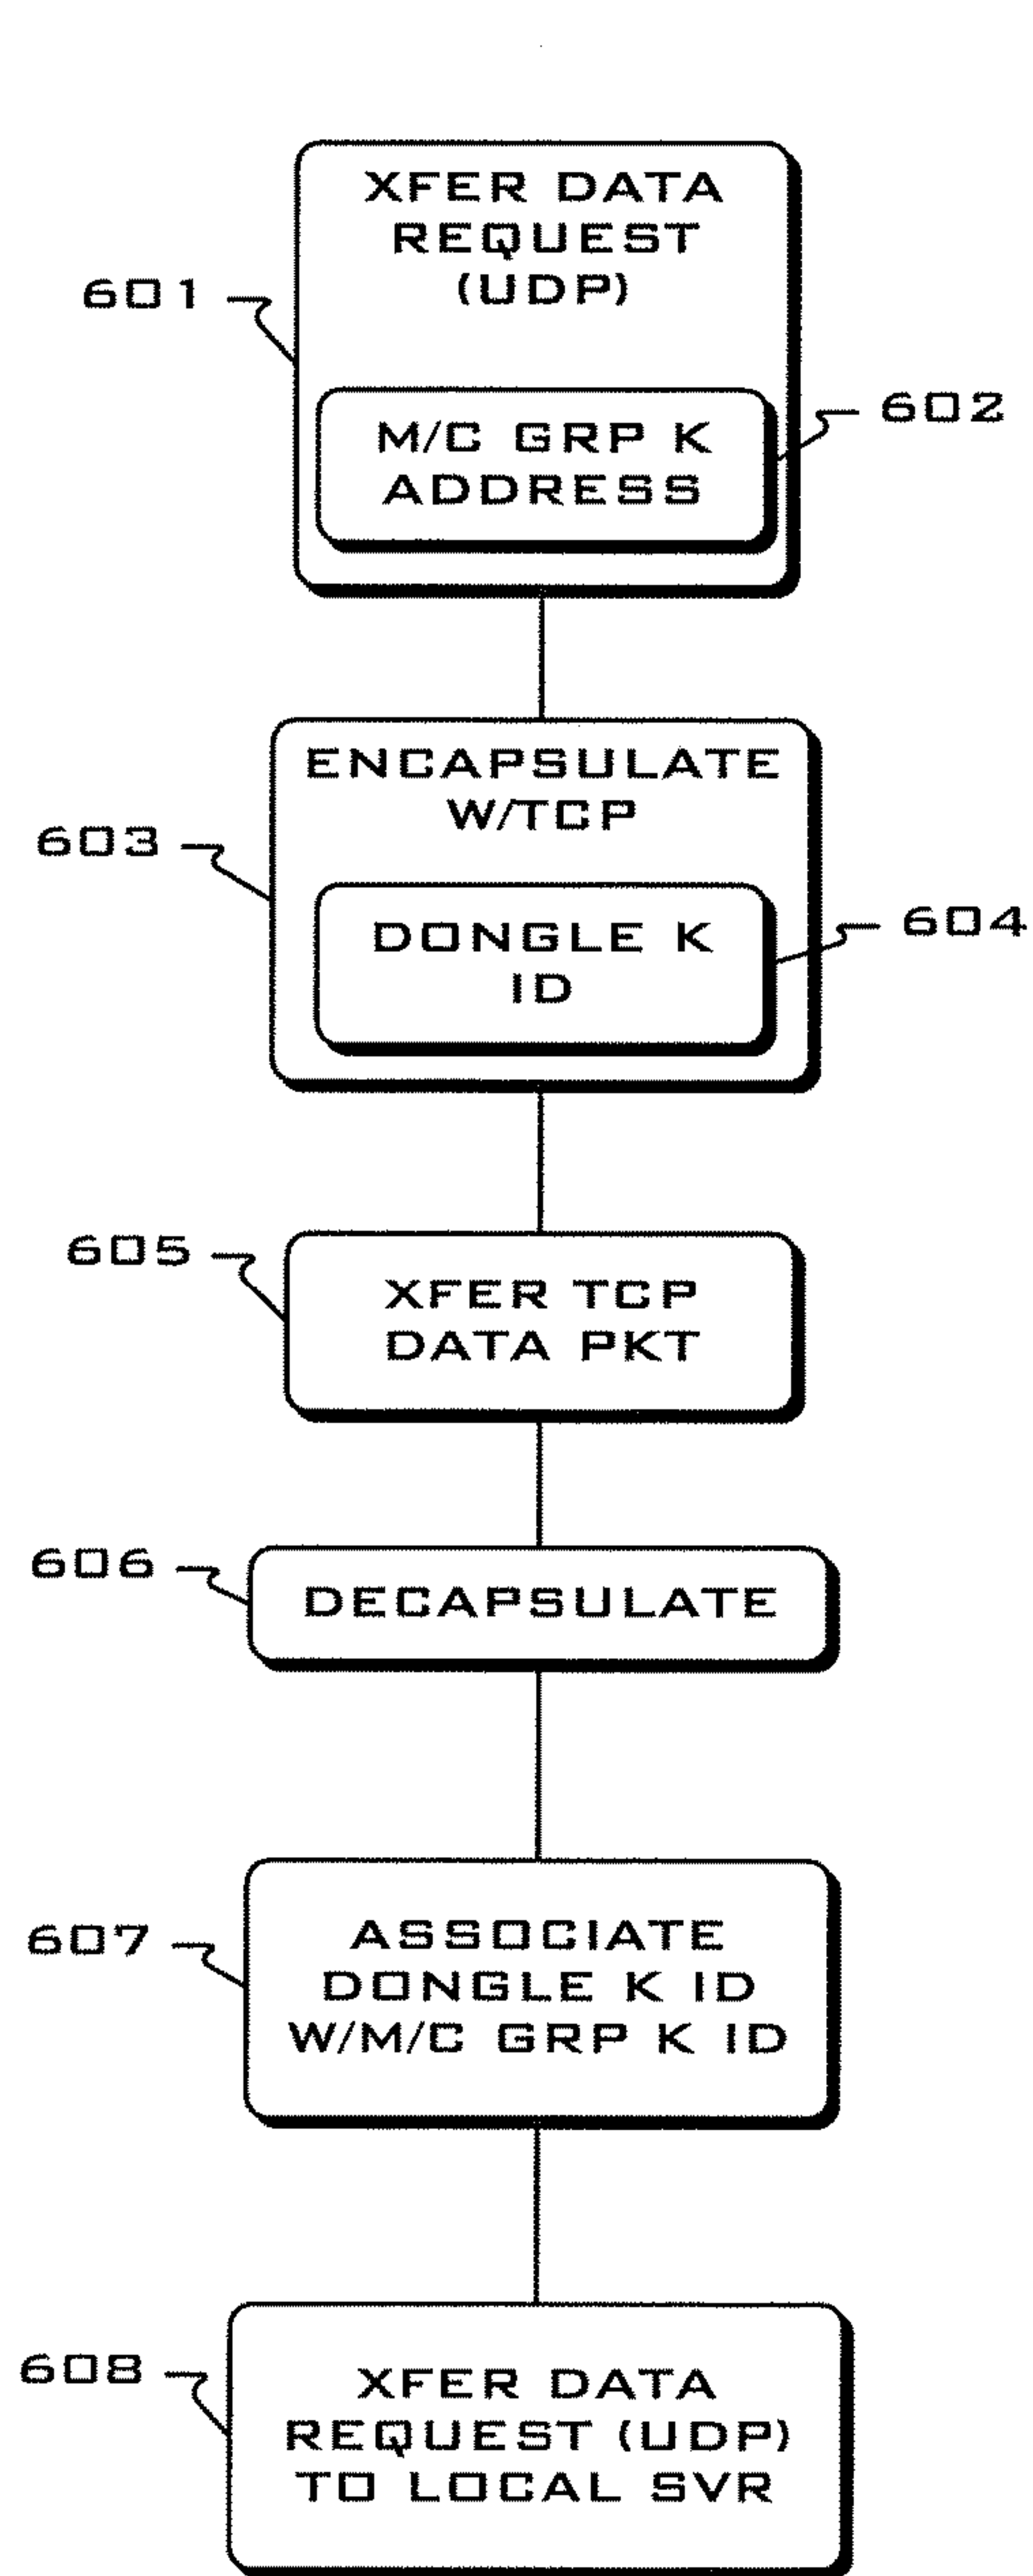 XFER DATA
REQUEST
(UDP)
601
M/C GRP K
ADDRESS
602
ENCAPSULATE
W/TCP
603
DONGLE K
ID
604
605
XFER TCP
DATA PKT
606
DECAPSULATE
607
ASSOCIATE
DONGLE K ID
W/M/C GRP K ID
608
XFER DATA
REQUEST (UDP)
TO LOCAL SVR